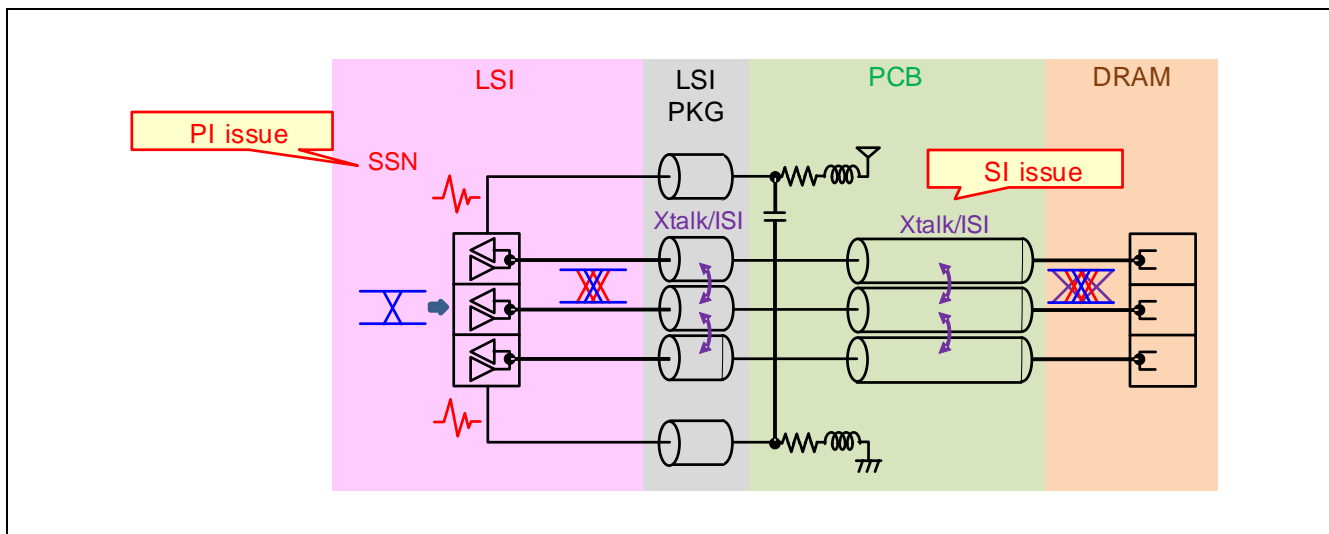 LSI
LSI
PKG
PCB
DRAM
PI issue
SSN
SI issue
Xtalk/ISI
Xtalk/ISI